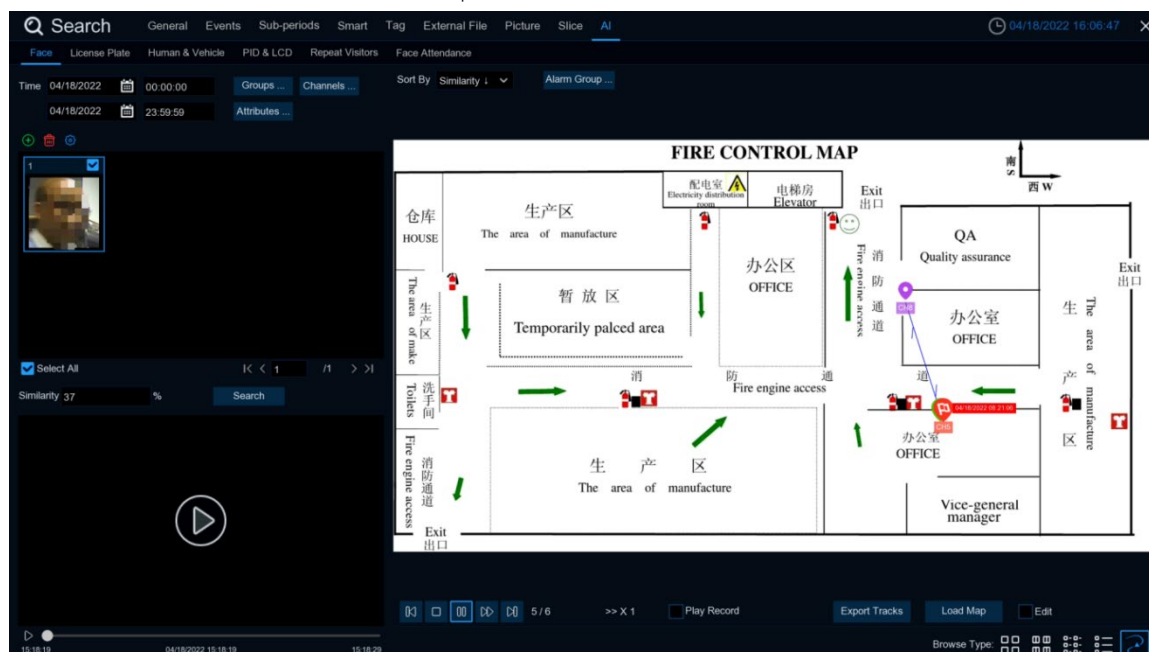 Search
General Events Sub-periods Smart Tag External File Picture Slice AI
04/18/2022 16:06:47
Face License Plate Human & Vehicle PID & LCD Repeat Visitors Face Attendance
Time 04/18/2022 00:00:00 Groups ... Channels ...
04/18/2022 23:59:59 Attributes ...
Sort By Similarity ↓ Alarm Group ...
1
Select All
1 /1
Similarity 37 % Search
15:18:19 04/18/2022 15:18:19 15:18:29
FIRE CONTROL MAP
南
S
西 W
配电室
Electricity distribution
room
电梯房
Elevator
Exit
出口
仓库
HOUSE
生产区
The area of manufacture
办公区
OFFICE
Fire engine access
消防通道
QA
Quality assurance
Exit
出口
The area of make
生产区
暂放区
Temporarily palced area
CH8
办公室
OFFICE
生产区
The area of manufacture
消防通道
Fire engine access
Toilets
洗手间
04/18/2022 08:21:06
CH5
办公室
OFFICE
Fire engine access
消防通道
生产区
The area of manufacture
Vice-general
manager
Exit
出口
5 / 6 >> X 1 Play Record Export Tracks Load Map Edit
Browse Type: